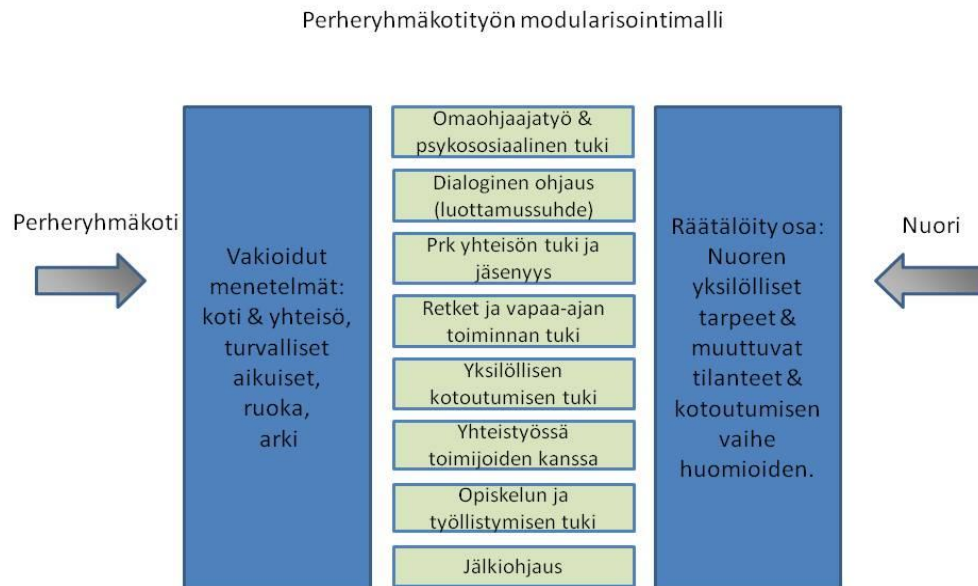 Perheryhmäkotityön modularisointimalli
Perheryhmäkoti
Vakioidut
menetelmät:
koti & yhteisö,
turvalliset
aikuiset,
ruoka,
arki
Omaohjaajatyö &
psykososiaalinen tuki
Dialoginen ohjaus
(luottamussuhde)
Prk yhteisön tuki ja
jäsenyys
Retket ja vapaa-ajan
toiminnan tuki
Yksilöllisen
kotoutumisen tuki
Yhteistyössä
toimijoiden kanssa
Opiskelun ja
työllistymisen tuki
Jälkiohjaus
Räätälöity osa:
Nuoren
yksilölliset
tarpeet &
muuttuvat
tilanteet &
kotoutumisen
vaihe
huomioiden.
Nuori